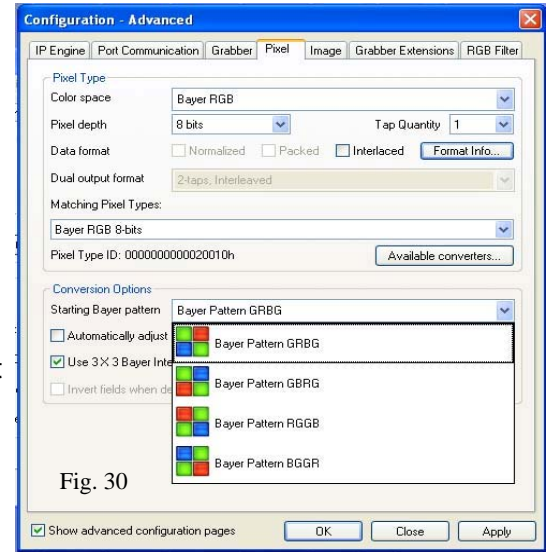 Configuration - Advanced
IP Engine Port Communication Grabber Pixel Image Grabber Extensions RGB Filter
Pixel Type
Color space Bayer RGB
Pixel depth 8 bits Tap Quantity 1
Data format Normalized Packed Interlaced Format Info...
Dual output format 2-taps, Interleaved
Matching Pixel Types:
Bayer RGB 8-bits
Pixel Type ID: 0000000000020010h Available converters...
Conversion Options
Starting Bayer pattern Bayer Pattern GRBG
Automatically adjust
Bayer Pattern GRBG
Use 3 X 3 Bayer Inte
Bayer Pattern GBRG
Invert fields when de
Bayer Pattern RGGB
Bayer Pattern BGGR
Fig. 30
Show advanced configuration pages OK Close Apply